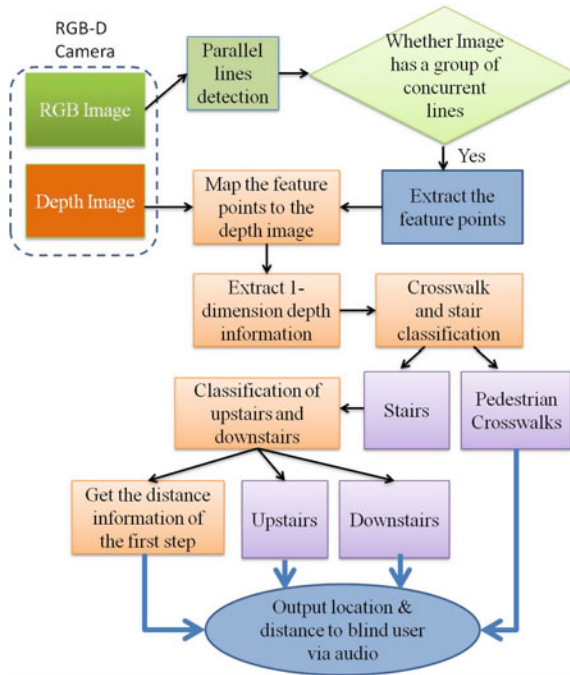 RGB-D
Camera
RGB Image
Parallel
lines
detection
Whether Image
has a group of
concurrent
lines
Yes
Depth Image
Map the feature
points to the
depth image
Extract the
feature points
Extract 1-
dimension depth
information
Crosswalk
and stair
classification
Classification of
upstairs and
downstairs
Stairs
Pedestrian
Crosswalks
Get the distance
information of
the first step
Upstairs
Downstairs
Output location &
distance to blind user
via audio